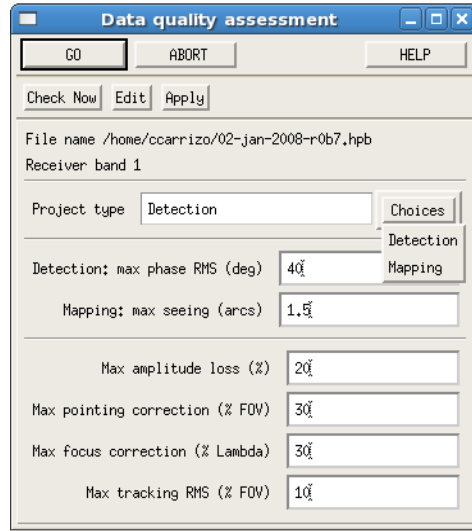 Data quality assessment
GO ABORT HELP
Check Now Edit Apply
File name /home/ccarrizo/02-jan-2008-r0b7.hpb
Receiver band 1
Project type Detection Choices
Detection
Mapping
Detection: max phase RMS (deg) 40
Mapping: max seeing (arcs) 1.5
Max amplitude loss (%) 20
Max pointing correction (% FOV) 30
Max focus correction (% Lambda) 30
Max tracking RMS (% FOV) 10